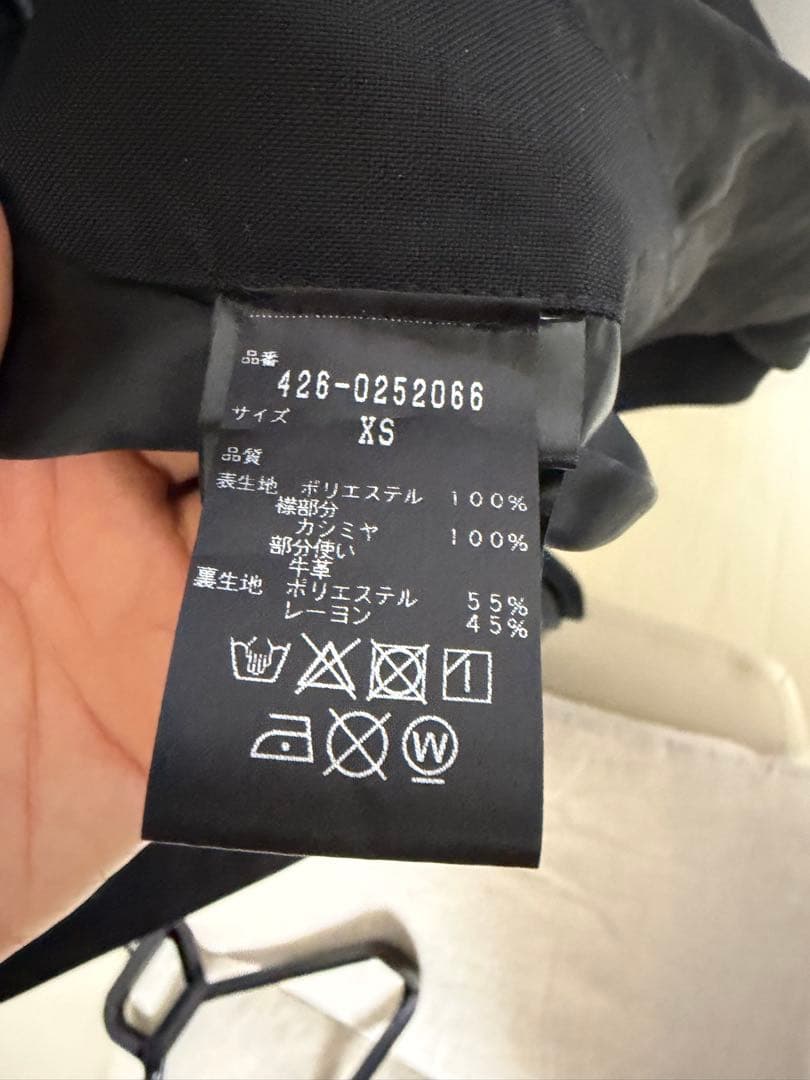 品番
426-0252066
サイズ
XS
品質
表生地 ポリエステル 100%
襟部分
カシミヤ 100%
部分使い
牛革
裏生地 ポリエステル 55%
レーヨン 45%
W